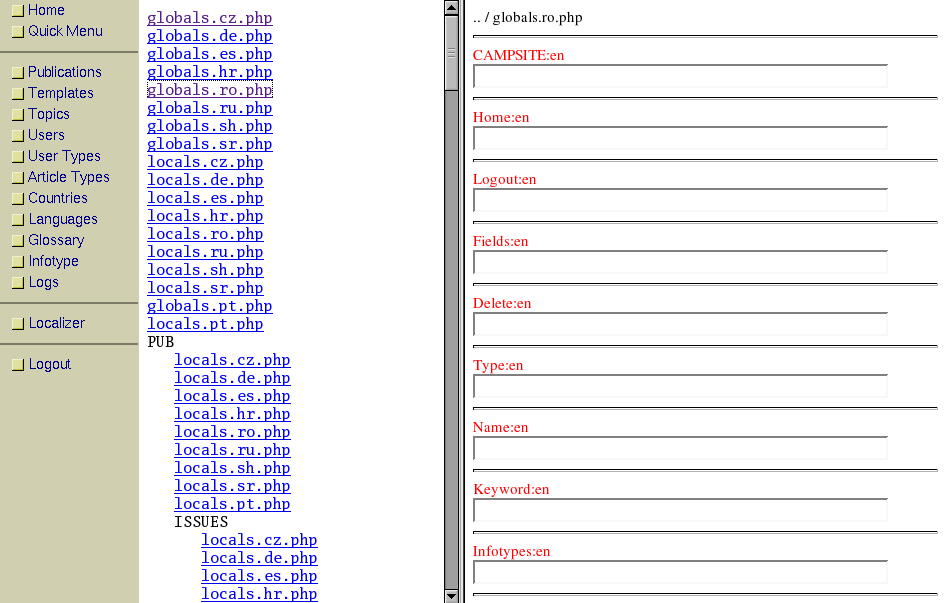 Home
Quick Menu
Publications
Templates
Topics
Users
User Types
Article Types
Countries
Languages
Glossary
Infotype
Logs
Localizer
Logout
globals.cz.php
globals.de.php
globals.es.php
globals.hr.php
globals.ro.php
globals.ru.php
globals.sh.php
globals.sr.php
locals.cz.php
locals.de.php
locals.es.php
locals.hr.php
locals.ro.php
locals.ru.php
locals.sh.php
locals.sr.php
globals.pt.php
locals.pt.php
PUB
locals.cz.php
locals.de.php
locals.es.php
locals.hr.php
locals.ro.php
locals.ru.php
locals.sh.php
locals.sr.php
locals.pt.php
ISSUES
locals.cz.php
locals.de.php
locals.es.php
locals.hr.php
.. / globals.ro.php
CAMPSITE:en
Home:en
Logout:en
Fields:en
Delete:en
Type:en
Name:en
Keyword:en
Infotypes:en